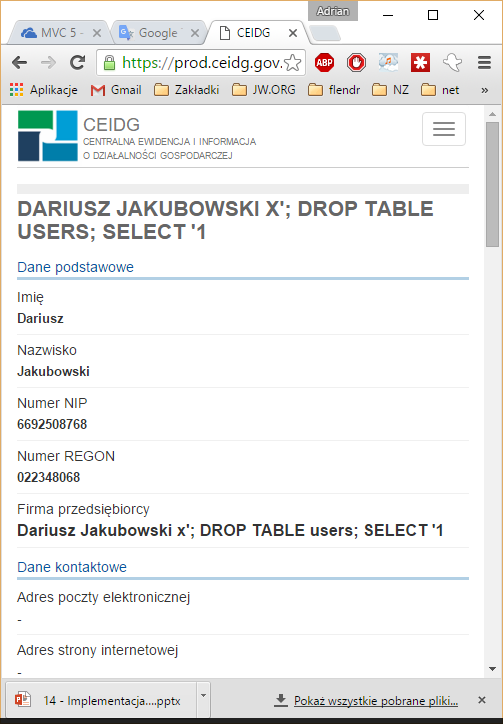 Adrian
MVC 5 -
Google
CEIDG
https://prod.ceidg.gov.
ABP
Aplikacje
Gmail
Zakładki
JW.ORG
flendr
NZ
net
»
CEIDG
CENTRALNA EWIDENCJA I INFORMACJA
O DZIAŁALNOŚCI GOSPODARCZEJ
DARIUSZ JAKUBOWSKI X'; DROP TABLE
USERS; SELECT '1
Dane podstawowe
Imię
Dariusz
Nazwisko
Jakubowski
Numer NIP
6692508768
Numer REGON
022348068
Firma przedsiębiorcy
Dariusz Jakubowski x'; DROP TABLE users; SELECT '1
Dane kontaktowe
Adres poczty elektronicznej
-
Adres strony internetowej
-
14 - Implementacja....pptx
Pokaż wszystkie pobrane pliki...